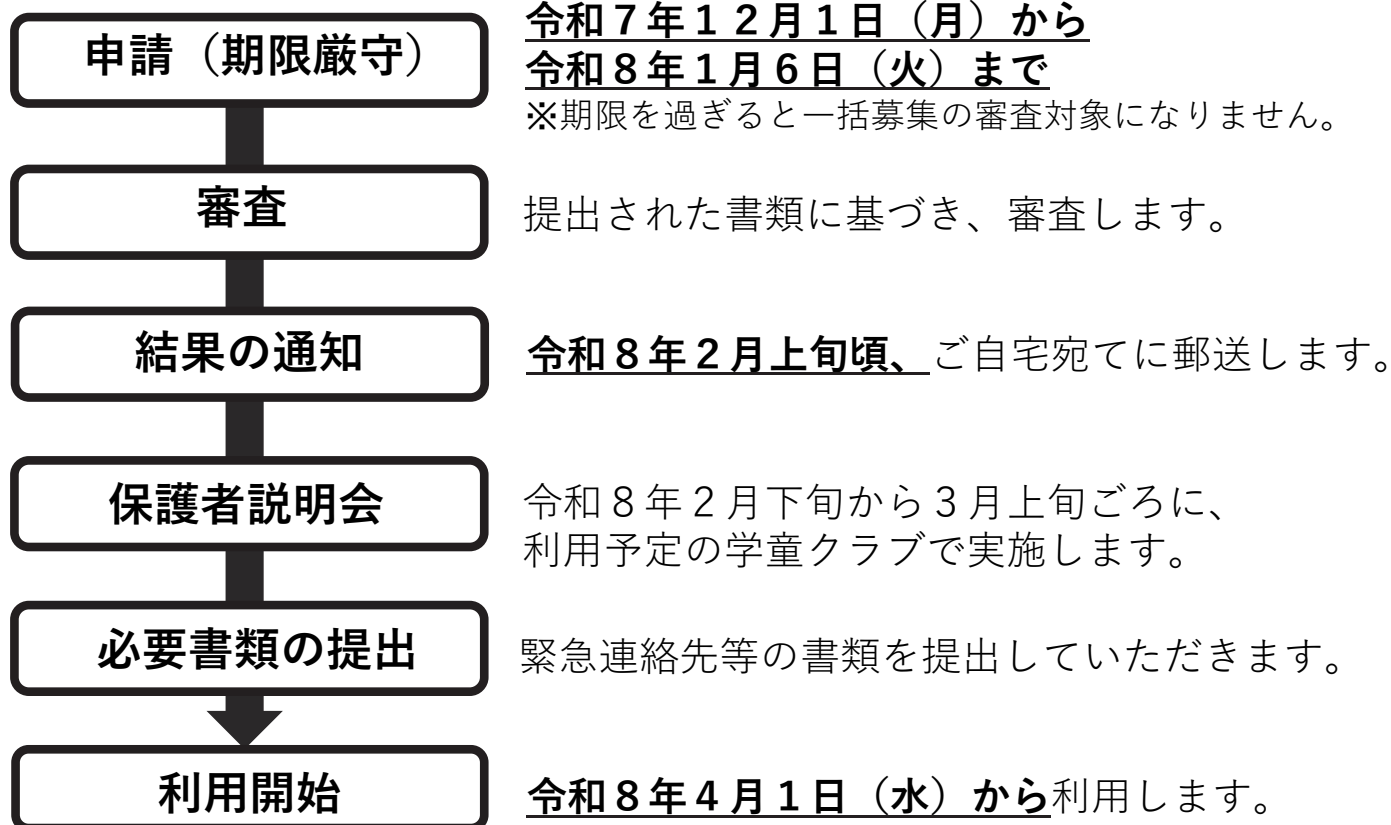 申請（期限厳守）
令和７年１２月１日（月）から
令和８年１月６日（火）まで
※期限を過ぎると一括募集の審査対象になりません。
審査
提出された書類に基づき、審査します。
結果の通知
令和８年２月上旬頃、ご自宅宛てに郵送します。
保護者説明会
令和８年２月下旬から３月上旬ごろに、
利用予定の学童クラブで実施します。
必要書類の提出
緊急連絡先等の書類を提出していただきます。
利用開始
令和８年４月１日（水）から利用します。